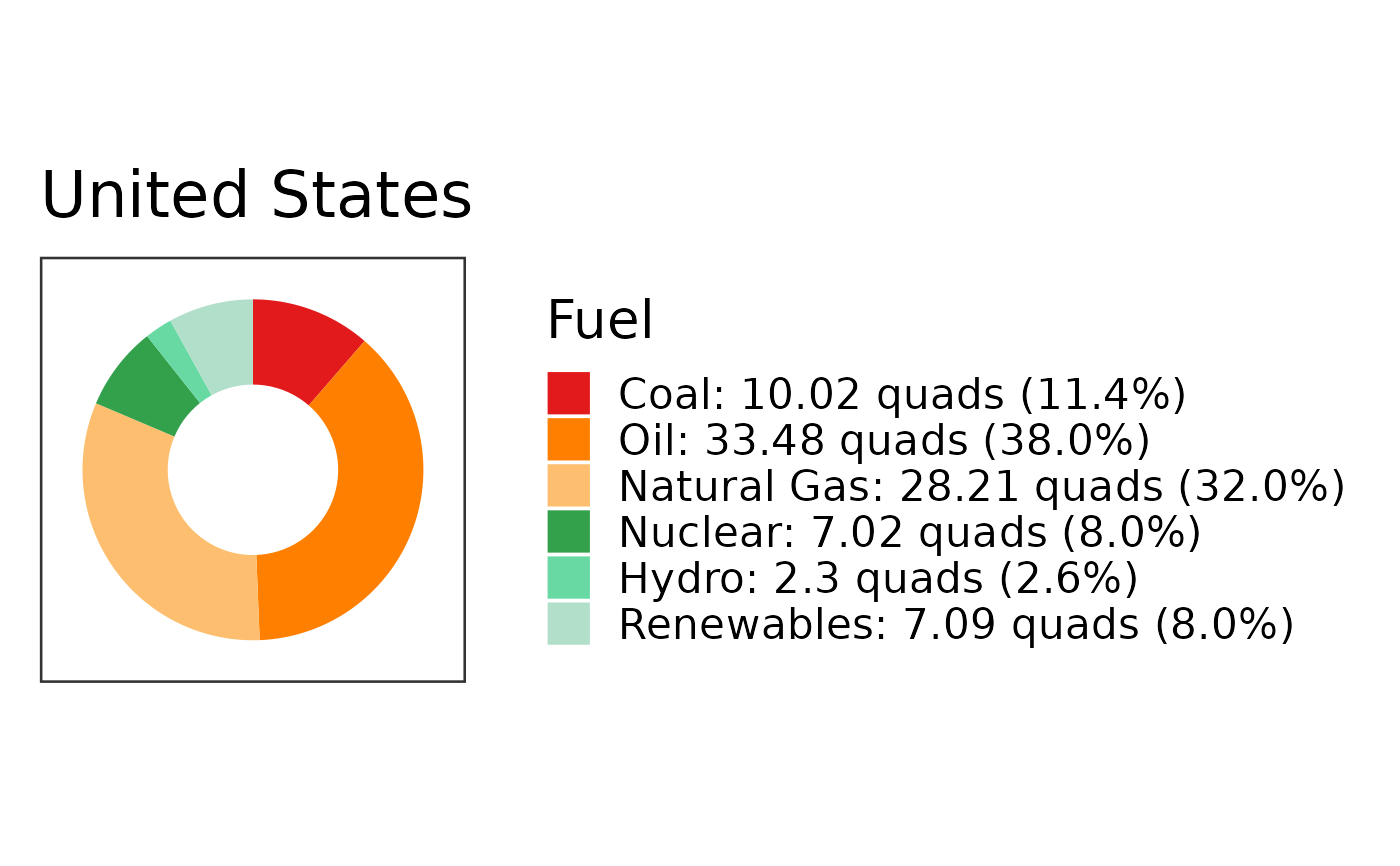 United States
Fuel
Coal: 10.02 quads (11.4%)
Oil: 33.48 quads (38.0%)
Natural Gas: 28.21 quads (32.0%)
Nuclear: 7.02 quads (8.0%)
Hydro: 2.3 quads (2.6%)
Renewables: 7.09 quads (8.0%)